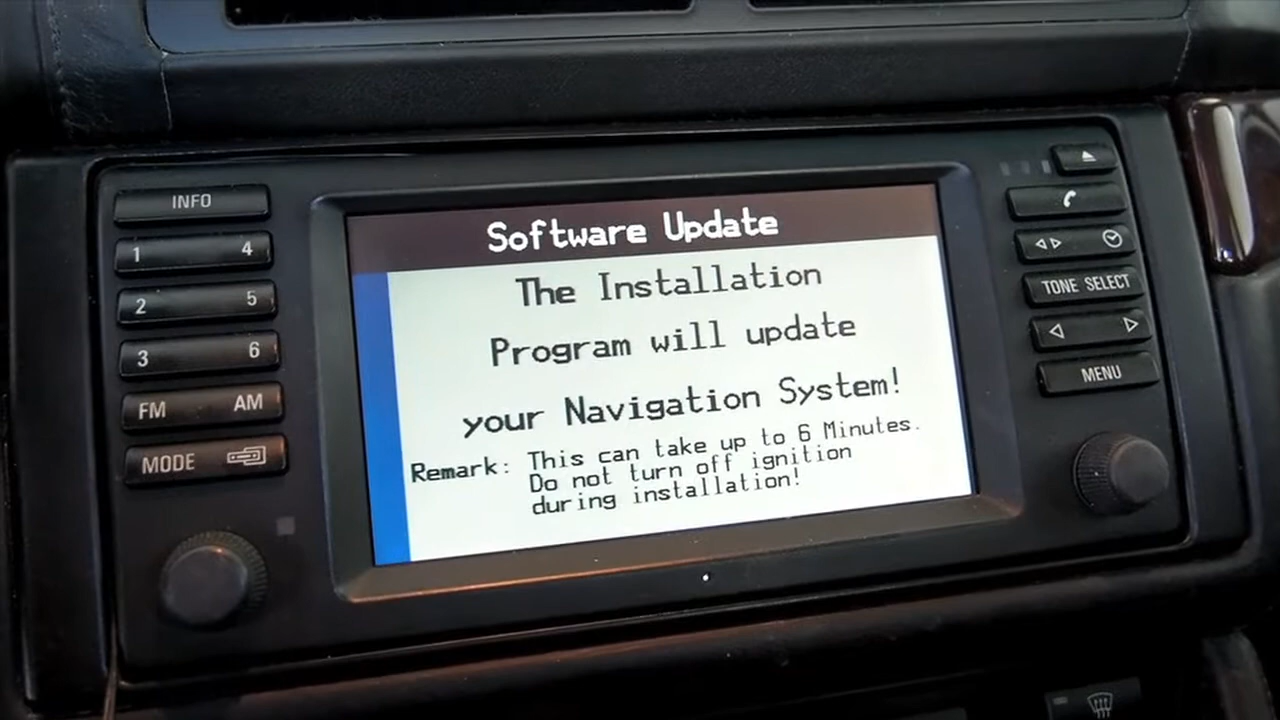 INFO
1 4
2 5
3 6
FM AM
MODE
Software Update
The Installation
Program will update
your Navigation System!
Remark: This can take up to 6 Minutes.
Do not turn off ignition
during installation!
TONE SELECT
MENU